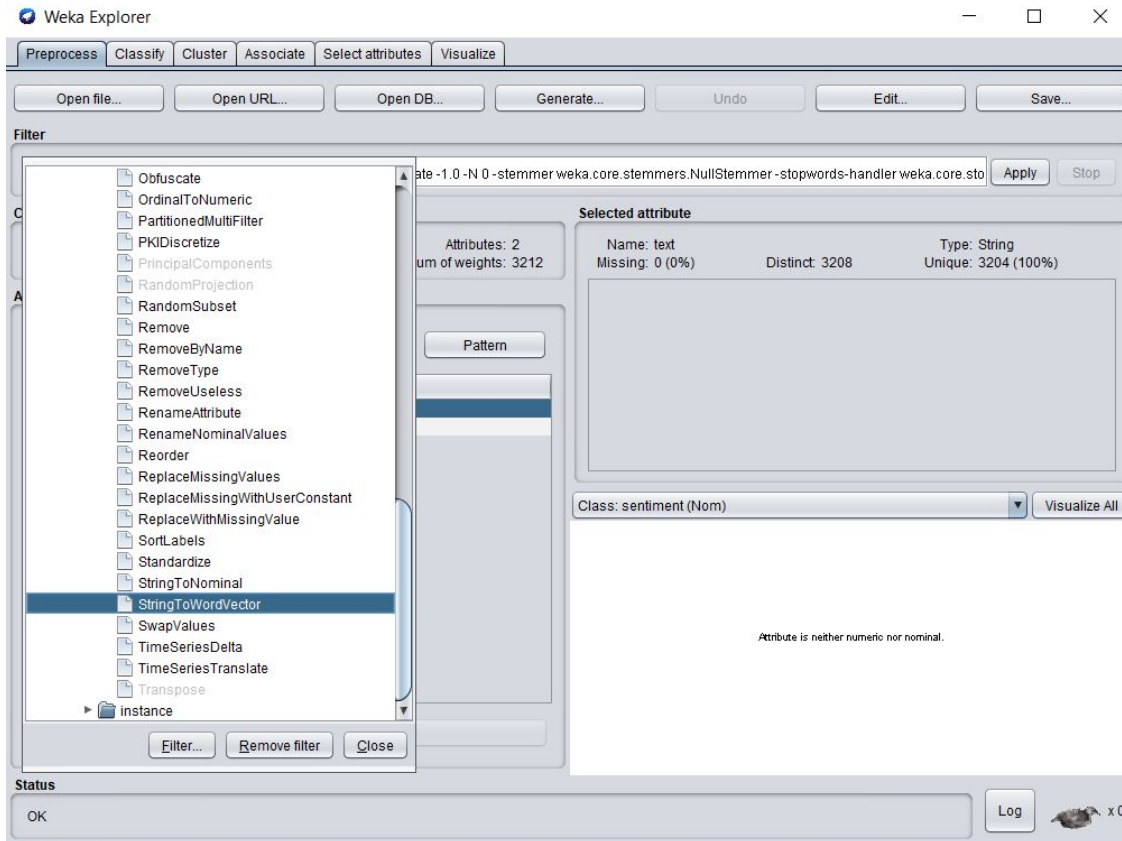 Weka Explorer
Preprocess Classify Cluster Associate Select attributes Visualize
Open file... Open URL... Open DB... Generate... Undo Edit... Save...
Filter
ate -1.0 -N 0 -stemmer weka.core.stemmers.NullStemmer -stopwords-handler weka.core.sto Apply Stop
Obfuscate
OrdinalToNumeric
PartitionedMultiFilter
PKIDiscretize
PrincipalComponents
RandomProjection
RandomSubset
Remove
RemoveByName
RemoveType
RemoveUseless
RenameAttribute
RenameNominalValues
Reorder
ReplaceMissingValues
ReplaceMissingWithUserConstant
ReplaceWithMissingValue
SortLabels
Standardize
StringToNominal
StringToWordVector
SwapValues
TimeSeriesDelta
TimeSeriesTranslate
Transpose
instance
Filter... Remove filter Close
C
Attributes: 2
um of weights: 3212
A
Pattern
Selected attribute
Name: text Type: String
Missing: 0 (0%) Distinct: 3208 Unique: 3204 (100%)
Class: sentiment (Nom) Visualize All
Attribute is neither numeric nor nominal.
Status
OK
Log x 0